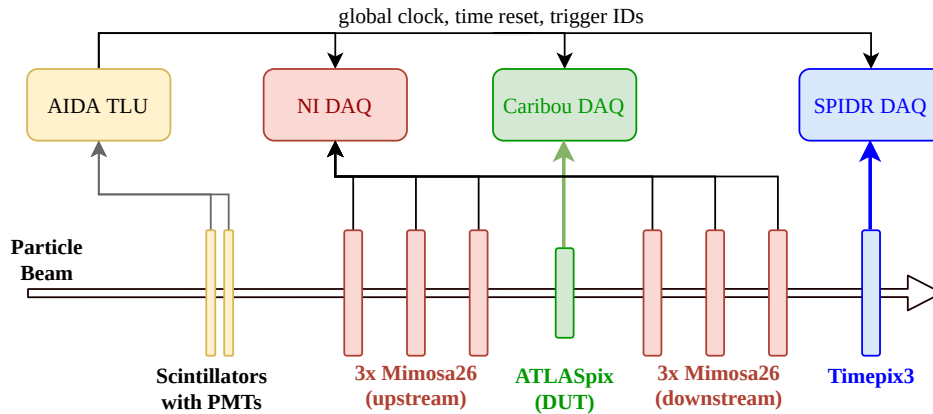 global clock, time reset, trigger IDs
AIDA TLU
NI DAQ
Caribou DAQ
SPIDR DAQ
Particle
Beam
Scintillators
with PMTs
3x Mimosa26
(upstream)
ATLASpix
(DUT)
3x Mimosa26
(downstream)
Timepix3